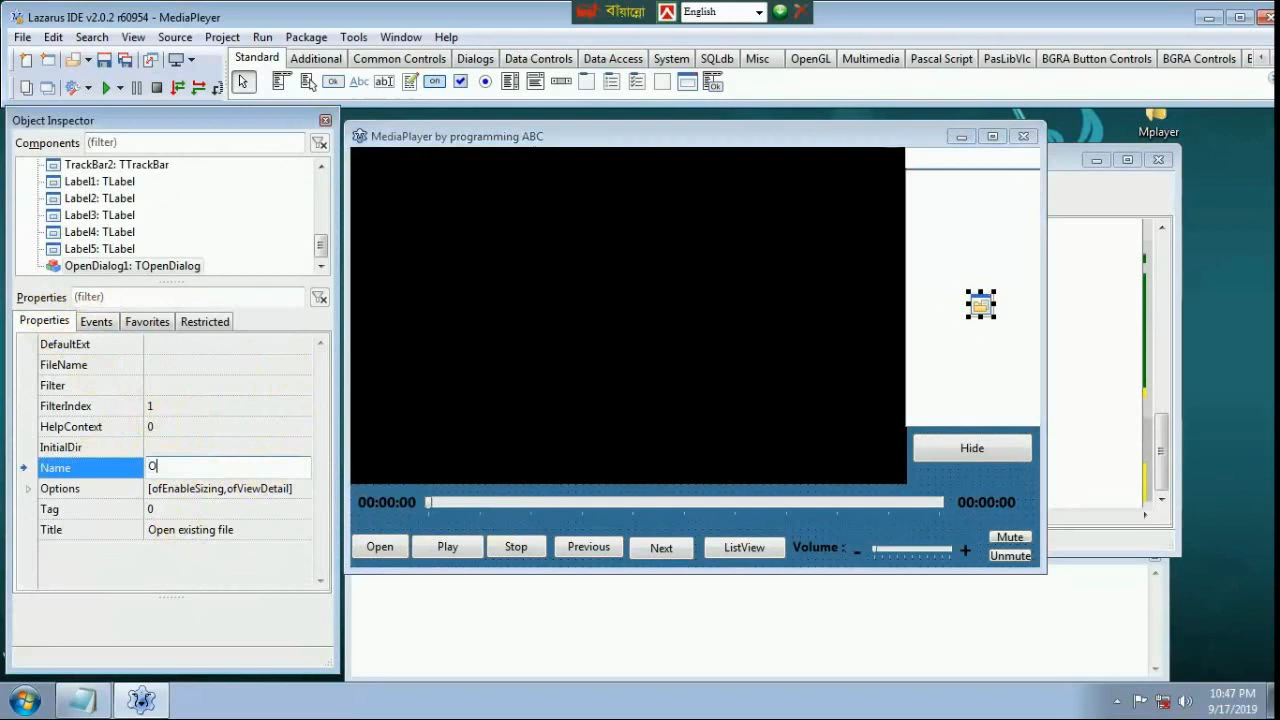 Lazarus IDE v2.0.2 r60954 - MediaPlayer
বাঁয়ান্নো
English
File Edit Search View Source Project Run Package Tools Window Help
Standard Additional Common Controls Dialogs Data Controls Data Access System SQLdb Misc OpenGL Multimedia Pascal Script PasLibVlc BGRA Button Controls BGRA Controls
Ok Abc abI on Ok
Object Inspector
Components (filter)
TrackBar2: TTrackBar
Label1: TLabel
Label2: TLabel
Label3: TLabel
Label4: TLabel
Label5: TLabel
OpenDialog1: TOpenDialog
Properties (filter)
Properties Events Favorites Restricted
DefaultExt
FileName
Filter
FilterIndex 1
HelpContext 0
InitialDir
Name O
Options [ofEnableSizing,ofViewDetail]
Tag 0
Title Open existing file
MediaPlayer by programming ABC
Mplayer
Hide
00:00:00 00:00:00
Open Play Stop Previous Next ListView Volume : - + Mute
Unmute
10:47 PM
9/17/2019